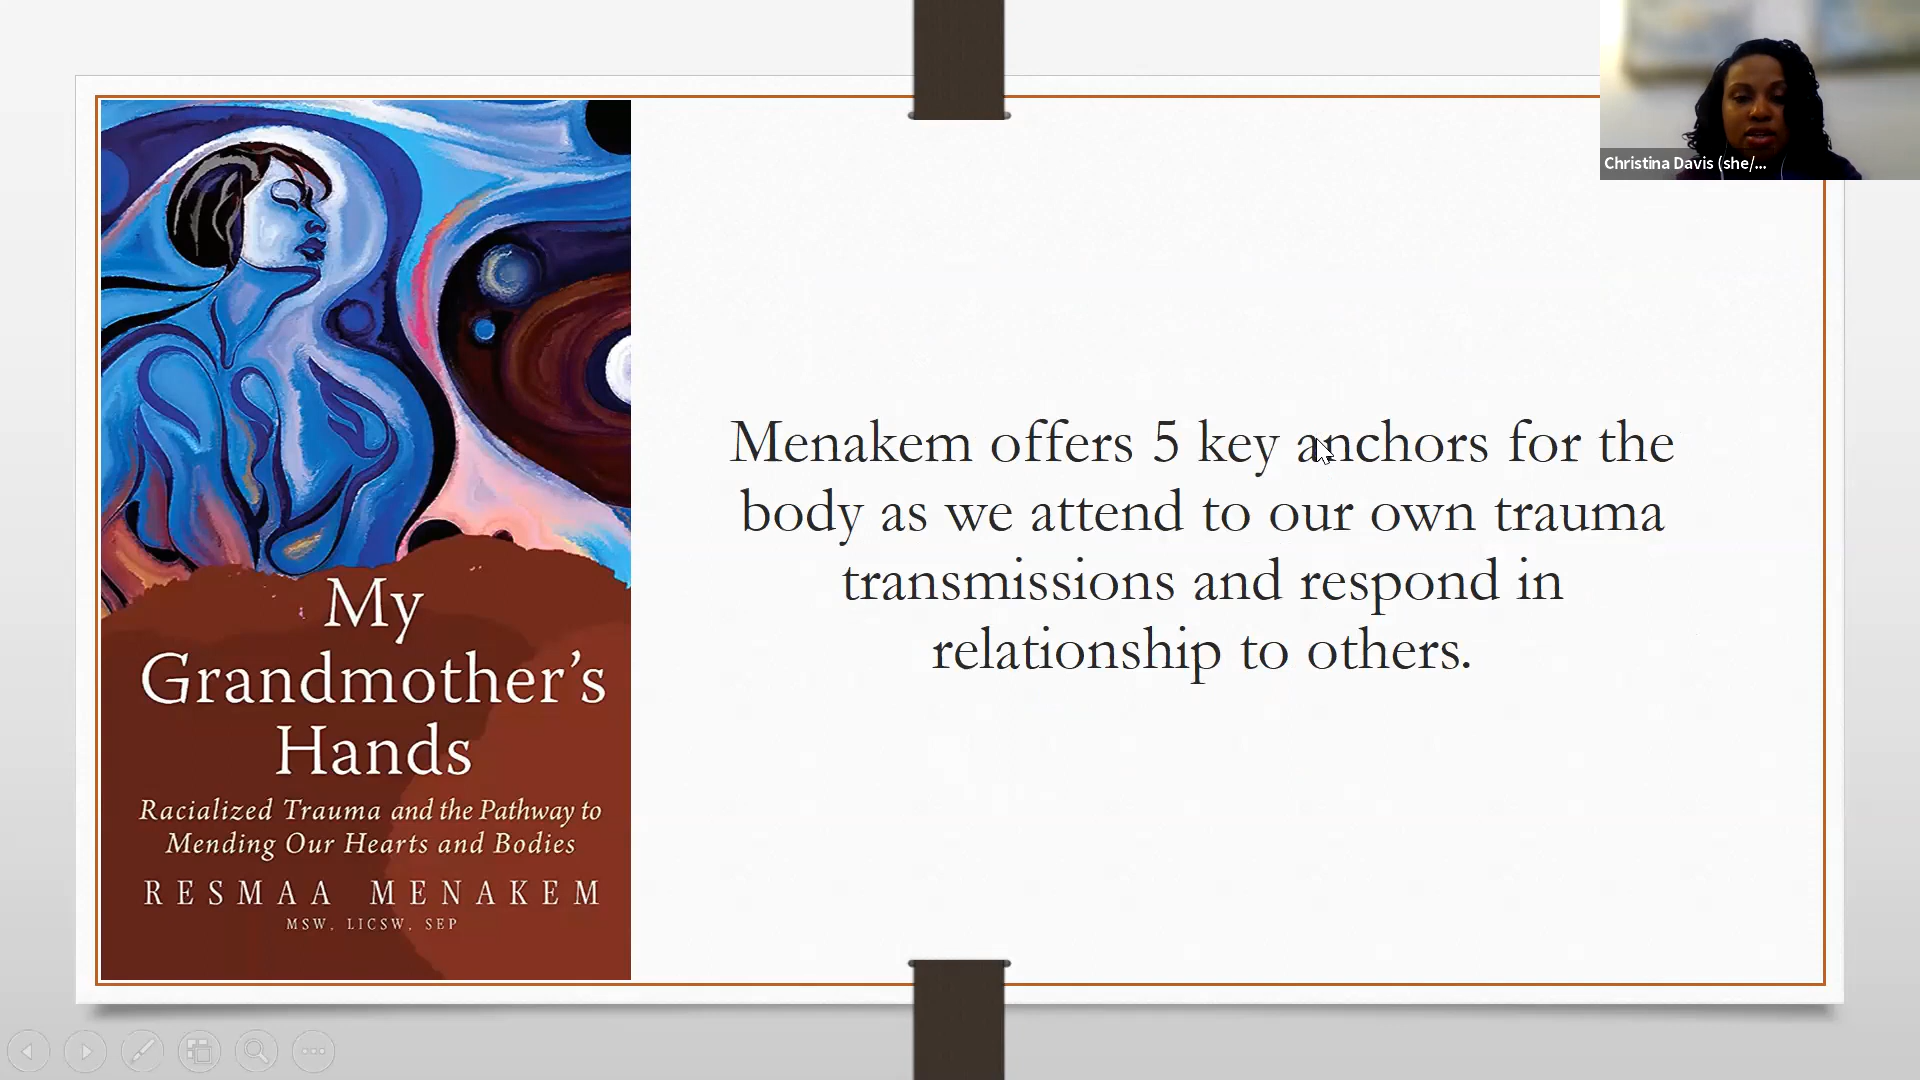 My
Grandmother’s
Hands
Racialized Trauma and the Pathway to
Mending Our Hearts and Bodies
RESMAA MENAKEM
MSW, LICSW, SEP
Menakem offers 5 key anchors for the
body as we attend to our own trauma
transmissions and respond in
relationship to others.
Christina Davis (she/...